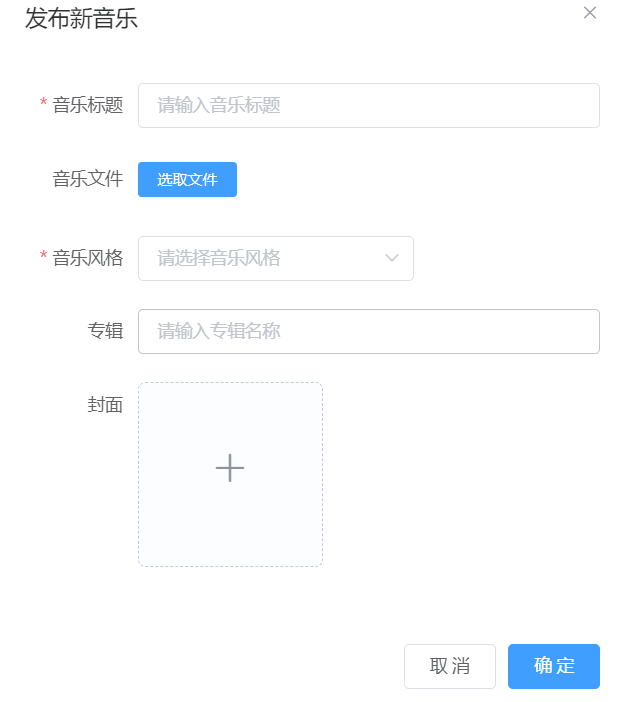 发布新音乐
* 音乐标题 请输入音乐标题
音乐文件 选取文件
* 音乐风格 请选择音乐风格
专辑 请输入专辑名称
封面
取消 确定